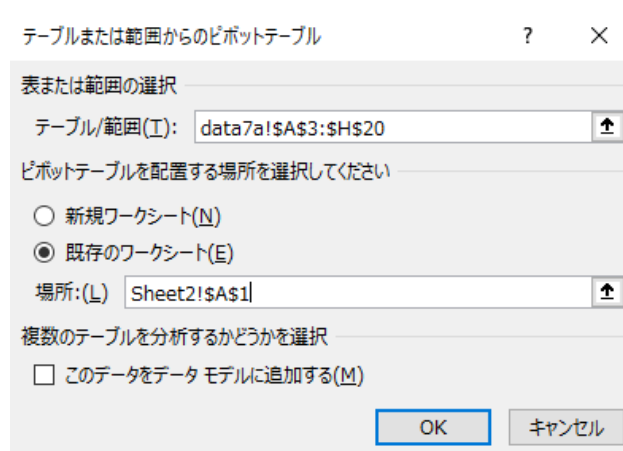 テーブルまたは範囲からのピボットテーブル ? ×
表または範囲の選択
テーブル/範囲(T): data7a!$A$3:$H$20
ピボットテーブルを配置する場所を選択してください
新規ワークシート(N)
既存のワークシート(E)
場所:(L) Sheet2!$A$1
複数のテーブルを分析するかどうかを選択
このデータをデータ モデルに追加する(M)
OK キャンセル